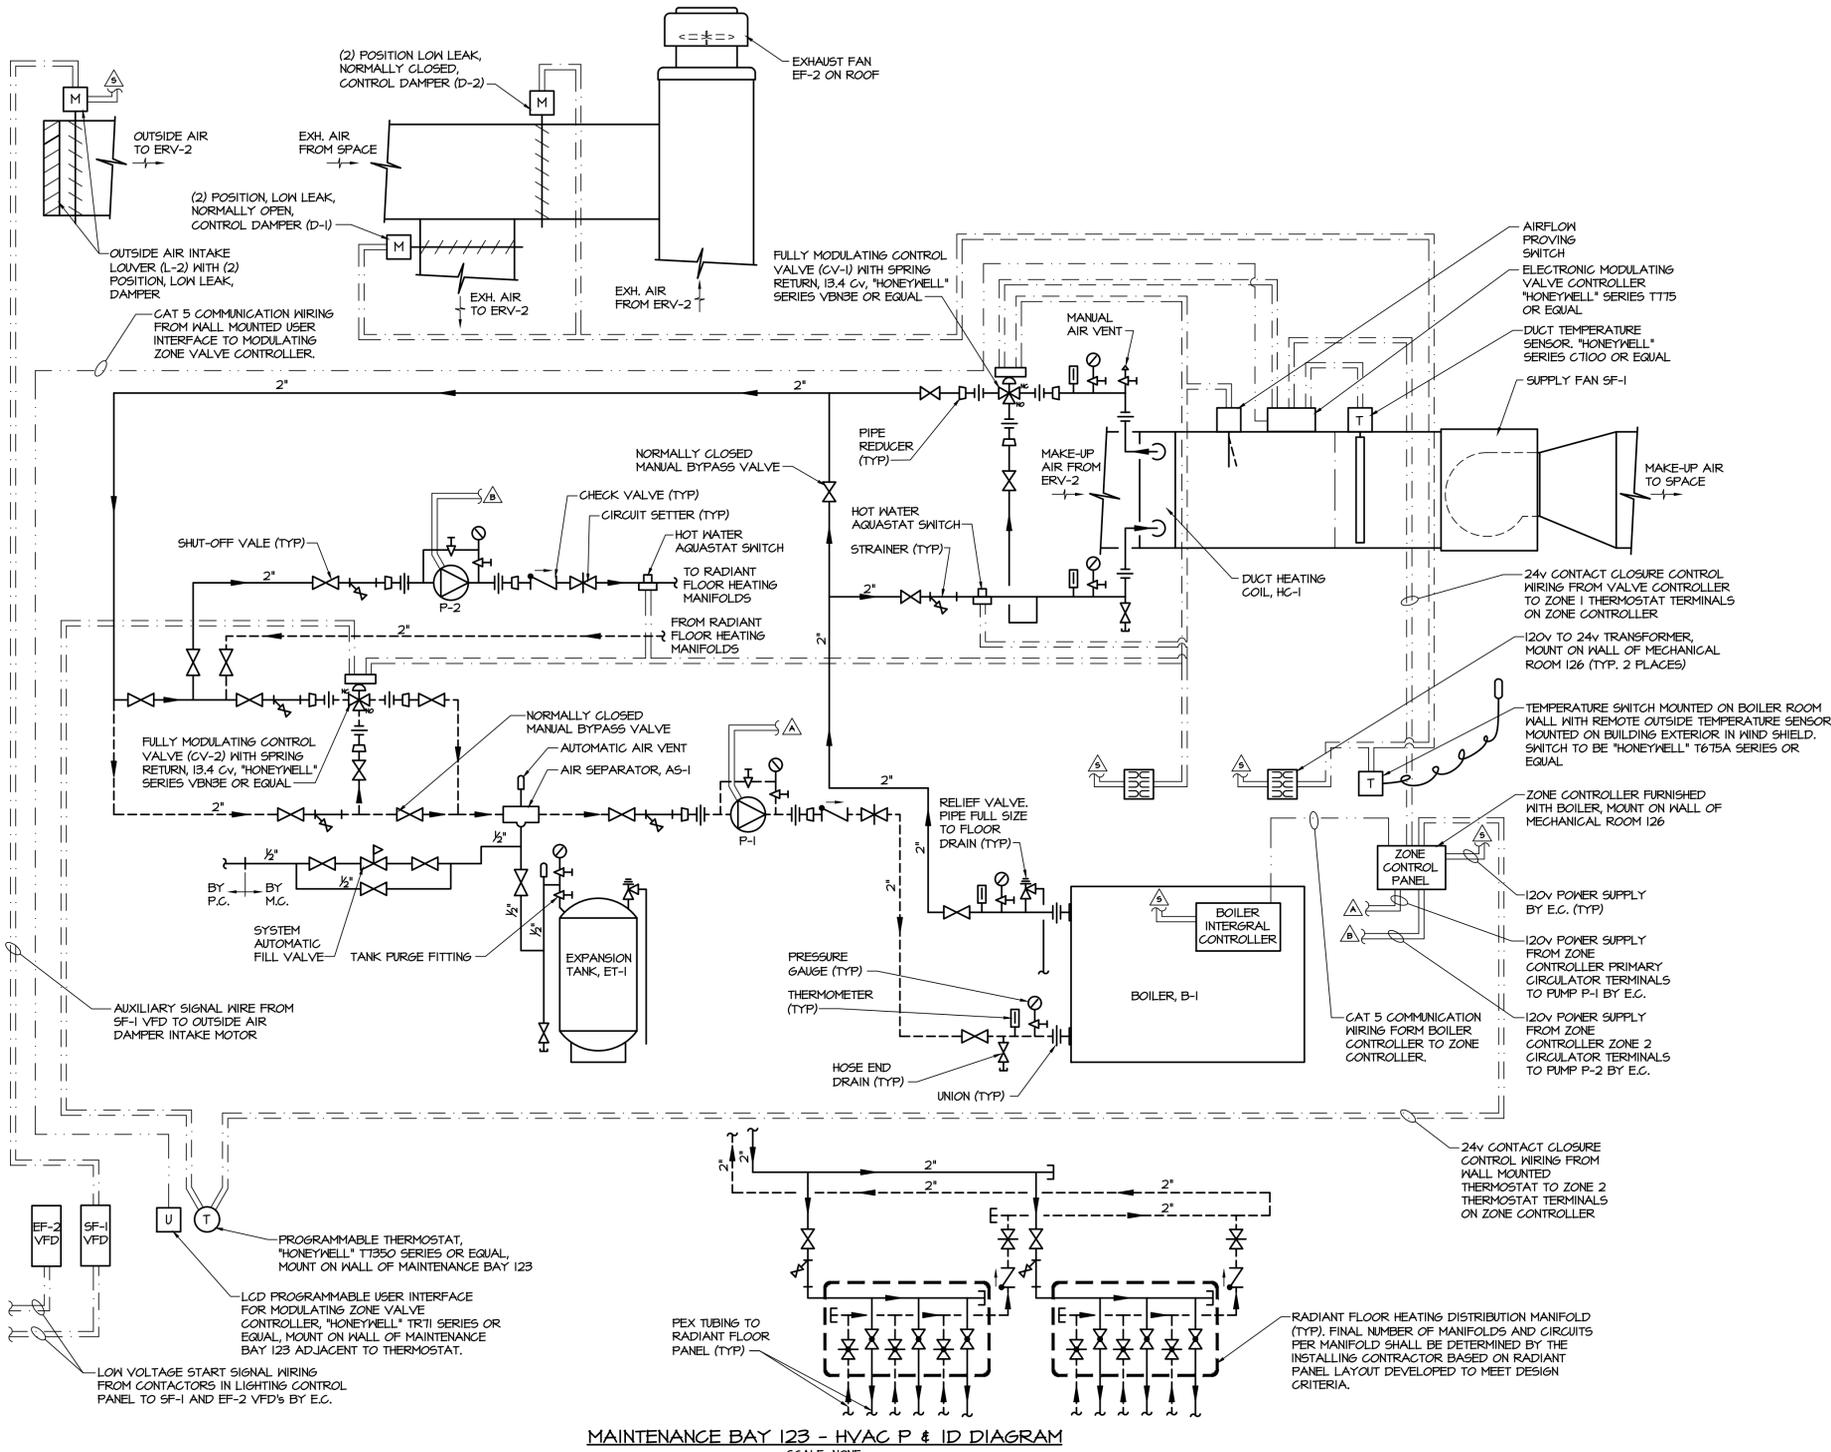 EXHAUST FAN
EF-2 ON ROOF
(2) POSITION LOW LEAK,
NORMALLY CLOSED,
CONTROL DAMPER (D-2)
S
M
M
OUTSIDE AIR
TO ERV-2
EXH. AIR
FROM SPACE
(2) POSITION, LOW LEAK,
NORMALLY OPEN,
CONTROL DAMPER (D-1)
M
OUTSIDE AIR INTAKE
LOUVER (L-2) WITH (2)
POSITION, LOW LEAK,
DAMPER
EXH. AIR
TO ERV-2
EXH. AIR
FROM ERV-2
FULLY MODULATING CONTROL
VALVE (CV-1) WITH SPRING
RETURN, 13.4 Cv, "HONEYWELL"
SERIES VBN3E OR EQUAL
AIRFLOW
PROVING
SWITCH
ELECTRONIC MODULATING
VALVE CONTROLLER
"HONEYWELL" SERIES T775
OR EQUAL
DUCT TEMPERATURE
SENSOR. "HONEYWELL"
SERIES C7100 OR EQUAL
SUPPLY FAN SF-1
CAT 5 COMMUNICATION WIRING
FROM WALL MOUNTED USER
INTERFACE TO MODULATING
ZONE VALVE CONTROLLER.
MANUAL
AIR VENT
2"
2"
NC
NO
T
PIPE
REDUCER
(TYP)
NORMALLY CLOSED
MANUAL BYPASS VALVE
MAKE-UP
AIR FROM
ERV-2
MAKE-UP AIR
TO SPACE
B
CHECK VALVE (TYP)
CIRCUIT SETTER (TYP)
HOT WATER
AQUASTAT SWITCH
HOT WATER
AQUASTAT SWITCH
STRAINER (TYP)
SHUT-OFF VALE (TYP)
2"
P-2
TO RADIANT
FLOOR HEATING
MANIFOLDS
FROM RADIANT
FLOOR HEATING
MANIFOLDS
2"
2"
DUCT HEATING
COIL, HC-1
24v CONTACT CLOSURE CONTROL
WIRING FROM VALVE CONTROLLER
TO ZONE 1 THERMOSTAT TERMINALS
ON ZONE CONTROLLER
120v TO 24v TRANSFORMER,
MOUNT ON WALL OF MECHANICAL
ROOM 126 (TYP. 2 PLACES)
TEMPERATURE SWITCH MOUNTED ON BOILER ROOM
WALL WITH REMOTE OUTSIDE TEMPERATURE SENSOR
MOUNTED ON BUILDING EXTERIOR IN WIND SHIELD.
SWITCH TO BE "HONEYWELL" T675A SERIES OR
EQUAL
NC
NO
FULLY MODULATING CONTROL
VALVE (CV-2) WITH SPRING
RETURN, 13.4 Cv, "HONEYWELL"
SERIES VBN3E OR EQUAL
NORMALLY CLOSED
MANUAL BYPASS VALVE
AUTOMATIC AIR VENT
AIR SEPARATOR, AS-1
A
S
S
T
2"
P-1
RELIEF VALVE.
PIPE FULL SIZE
TO FLOOR
DRAIN (TYP)
2"
2"
ZONE CONTROLLER FURNISHED
WITH BOILER, MOUNT ON WALL OF
MECHANICAL ROOM 126
ZONE
CONTROL
PANEL
S
½"
½"
BY
P.C.
BY
M.C.
½"
½"
SYSTEM
AUTOMATIC
FILL VALVE
TANK PURGE FITTING
EXPANSION
TANK, ET-1
S
BOILER
INTERGRAL
CONTROLLER
BOILER, B-1
A
B
120v POWER SUPPLY
BY E.C. (TYP)
120v POWER SUPPLY
FROM ZONE
CONTROLLER PRIMARY
CIRCULATOR TERMINALS
TO PUMP P-1 BY E.C.
120v POWER SUPPLY
FROM ZONE
CONTROLLER ZONE 2
CIRCULATOR TERMINALS
TO PUMP P-2 BY E.C.
PRESSURE
GAUGE (TYP)
THERMOMETER
(TYP)
CAT 5 COMMUNICATION
WIRING FORM BOILER
CONTROLLER TO ZONE
CONTROLLER.
AUXILIARY SIGNAL WIRE FROM
SF-1 VFD TO OUTSIDE AIR
DAMPER INTAKE MOTOR
HOSE END
DRAIN (TYP)
UNION (TYP)
24v CONTACT CLOSURE
CONTROL WIRING FROM
WALL MOUNTED
THERMOSTAT TO ZONE 2
THERMOSTAT TERMINALS
ON ZONE CONTROLLER
2"
2"
2"
2"
2"
2"
EF-2
VFD
SF-1
VFD
U
T
PROGRAMMABLE THERMOSTAT,
"HONEYWELL" T7350 SERIES OR EQUAL,
MOUNT ON WALL OF MAINTENANCE BAY 123
LCD PROGRAMMABLE USER INTERFACE
FOR MODULATING ZONE VALVE
CONTROLLER, "HONEYWELL" TR71 SERIES OR
EQUAL, MOUNT ON WALL OF MAINTENANCE
BAY 123 ADJACENT TO THERMOSTAT.
LOW VOLTAGE START SIGNAL WIRING
FROM CONTACTORS IN LIGHTING CONTROL
PANEL TO SF-1 AND EF-2 VFD's BY E.C.
PEX TUBING TO
RADIANT FLOOR
PANEL (TYP)
RADIANT FLOOR HEATING DISTRIBUTION MANIFOLD
(TYP). FINAL NUMBER OF MANIFOLDS AND CIRCUITS
PER MANIFOLD SHALL BE DETERMINED BY THE
INSTALLING CONTRACTOR BASED ON RADIANT
PANEL LAYOUT DEVELOPED TO MEET DESIGN
CRITERIA.
MAINTENANCE BAY 123 - HVAC P & ID DIAGRAM